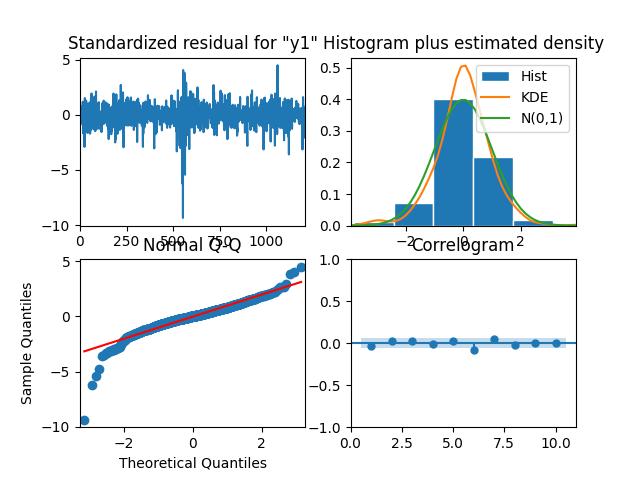 Standardized residual for "y1"
5
0
−5
−10
0 250 500 750 1000
Histogram plus estimated density
0.5
0.4
0.3
0.2
0.1
0.0
−2 0 2
Hist
KDE
N(0,1)
Normal Q-Q
Sample Quantiles
5
0
−5
−10
−2 0 2
Theoretical Quantiles
Correlogram
1.0
0.5
0.0
−0.5
−1.0
0.0 2.5 5.0 7.5 10.0